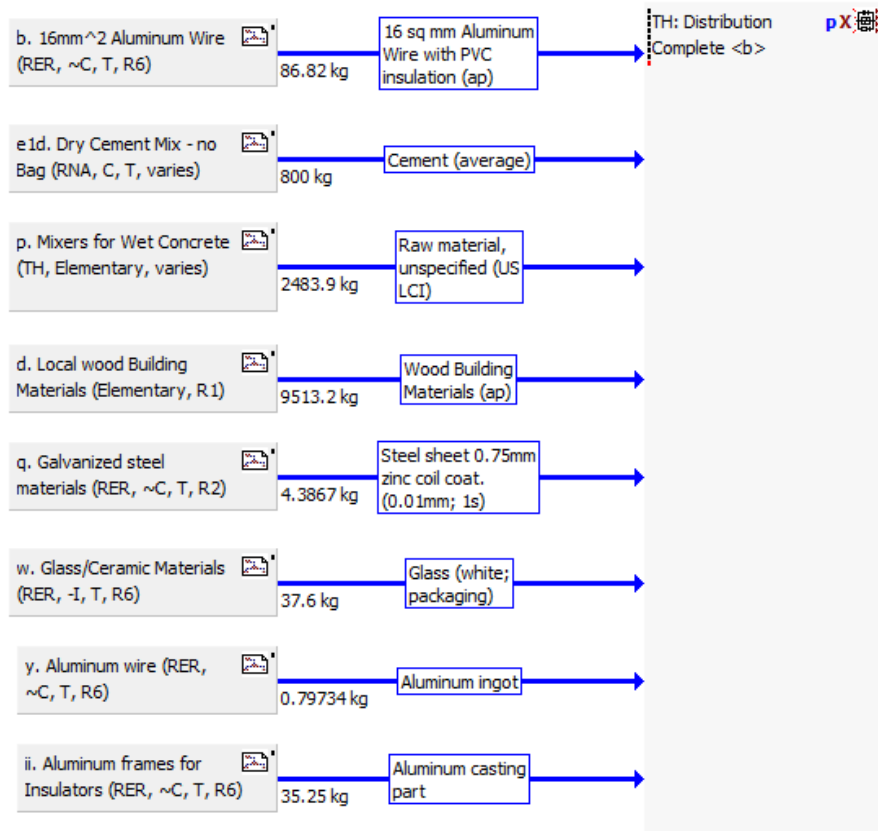 b. 16mm^2 Aluminum Wire
(RER, ~C, T, R6)
86.82 kg
16 sq mm Aluminum
Wire with PVC
insulation (ap)
TH: Distribution
Complete <b>
pX
e1d. Dry Cement Mix - no
Bag (RNA, C, T, varies)
800 kg
Cement (average)
p. Mixers for Wet Concrete
(TH, Elementary, varies)
2483.9 kg
Raw material,
unspecified (US
LCI)
d. Local wood Building
Materials (Elementary, R1)
9513.2 kg
Wood Building
Materials (ap)
q. Galvanized steel
materials (RER, ~C, T, R2)
4.3867 kg
Steel sheet 0.75mm
zinc coil coat.
(0.01mm; 1s)
w. Glass/Ceramic Materials
(RER, -I, T, R6)
37.6 kg
Glass (white;
packaging)
y. Aluminum wire (RER,
~C, T, R6)
0.79734 kg
Aluminum ingot
ii. Aluminum frames for
Insulators (RER, ~C, T, R6)
35.25 kg
Aluminum casting
part